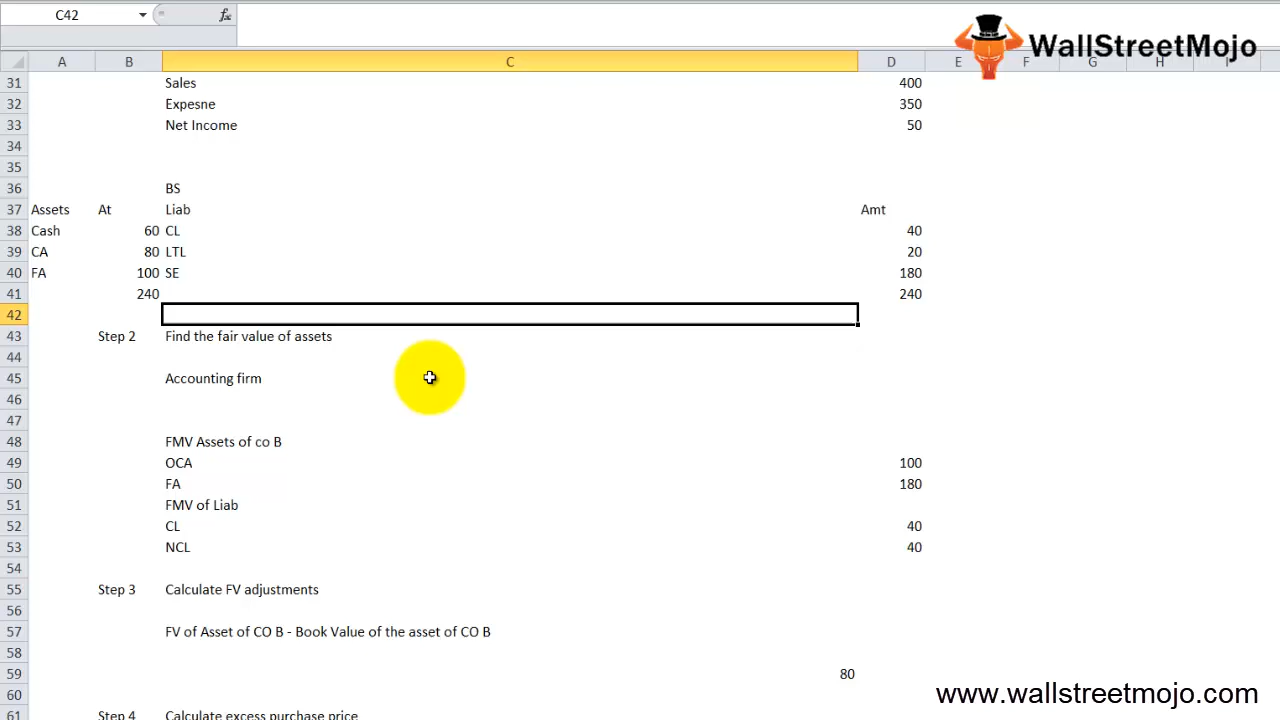 C42 fx
WallStreetMojo
A B C D E F G H I
31 Sales 400
32 Expesne 350
33 Net Income 50
34
35
36 BS
37 Assets At Liab Amt
38 Cash 60 CL 40
39 CA 80 LTL 20
40 FA 100 SE 180
41 240 240
42
43 Step 2 Find the fair value of assets
44
45 Accounting firm
46
47
48 FMV Assets of co B
49 OCA 100
50 FA 180
51 FMV of Liab
52 CL 40
53 NCL 40
54
55 Step 3 Calculate FV adjustments
56
57 FV of Asset of CO B - Book Value of the asset of CO B
58
59 80
60
61 Step 4 Calculate excess purchase price
www.wallstreetmojo.com